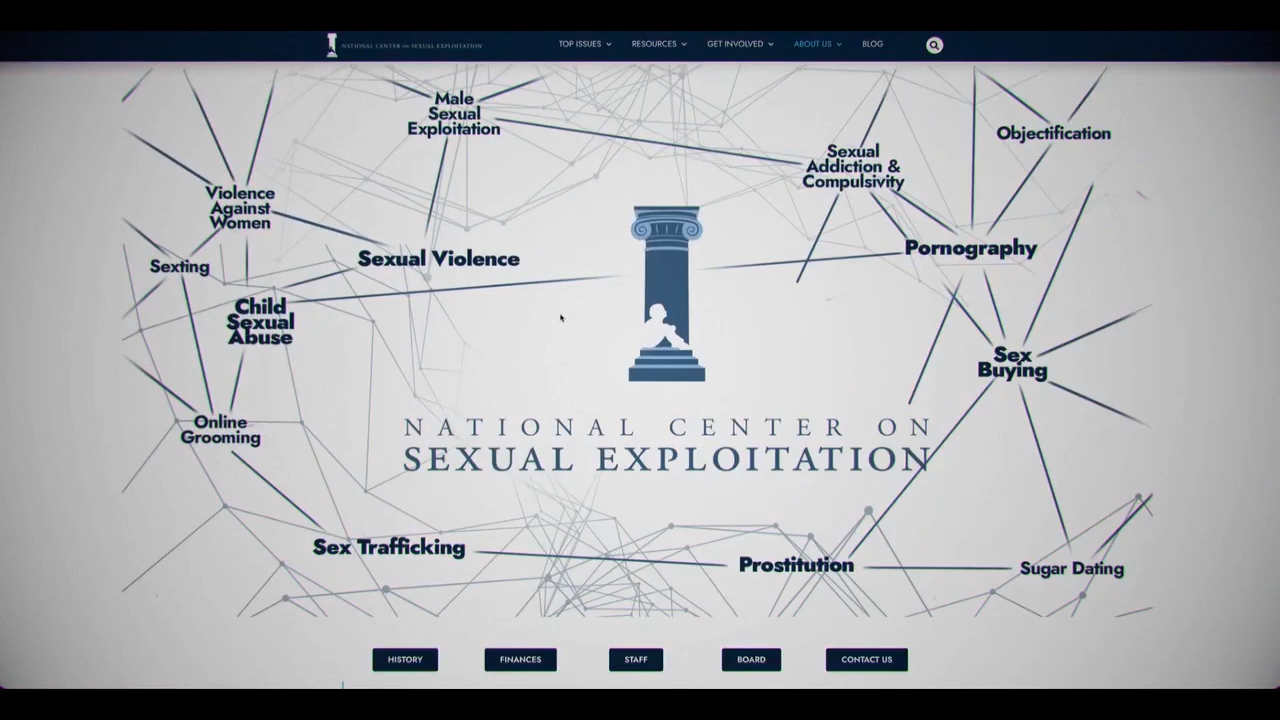 NATIONAL CENTER ON SEXUAL EXPLOITATION
TOP ISSUES
RESOURCES
GET INVOLVED
ABOUT US
BLOG
Male
Sexual
Exploitation
Objectification
Sexual
Addiction &
Compulsivity
Violence
Against
Women
Sexting
Sexual Violence
Pornography
Child
Sexual
Abuse
Sex
Buying
Online
Grooming
NATIONAL CENTER ON
SEXUAL EXPLOITATION
Sex Trafficking
Prostitution
Sugar Dating
HISTORY
FINANCES
STAFF
BOARD
CONTACT US